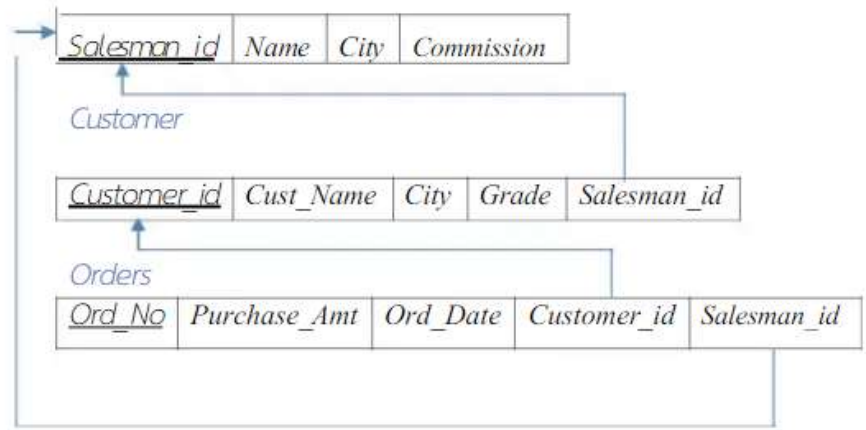 Salesman_id Name City Commission
Customer
Customer_id Cust_Name City Grade Salesman_id
Orders
Ord_No Purchase_Amt Ord_Date Customer_id Salesman_id